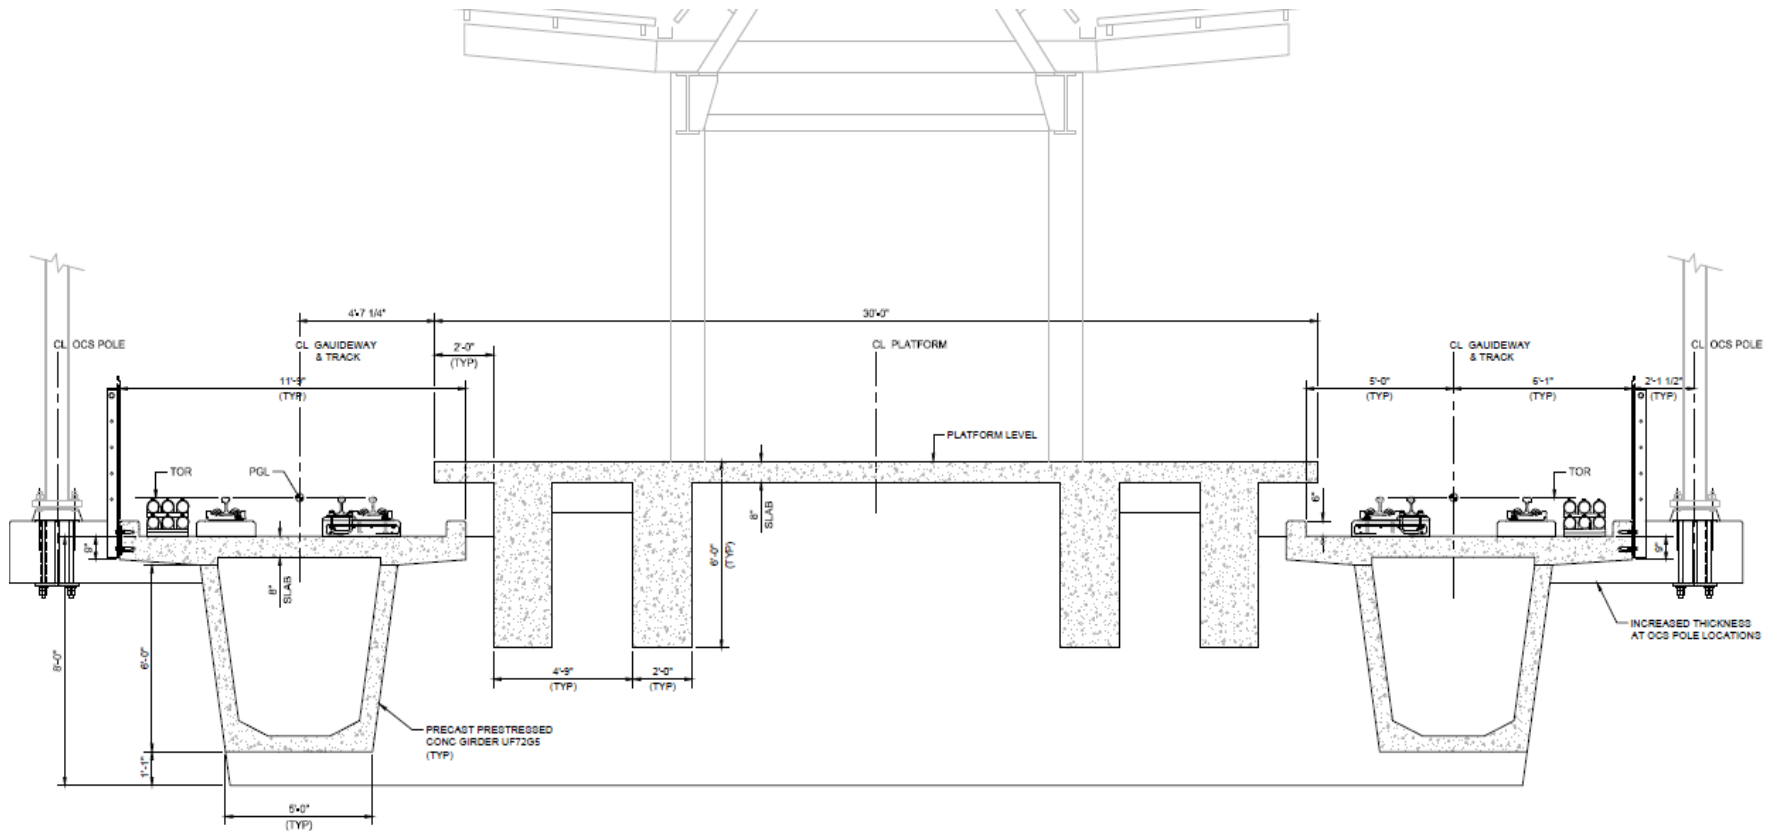 4'-7 1/4"
30'-0"
CL OCS POLE
CL GAUIDEWAY
& TRACK
2'-0"
(TYP)
CL PLATFORM
CL GAUIDEWAY
& TRACK
CL OCS POLE
11'-9"
(TYP)
5'-0"
(TYP)
6'-1"
(TYP)
2'-1 1/2"
(TYP)
PLATFORM LEVEL
TOR
PGL
TOR
6"
9"
8"
SLAB
8"
SLAB
6'-0"
(TYP)
9"
8'-0"
6'-0"
INCREASED THICKNESS
AT OCS POLE LOCATIONS
4'-9"
(TYP)
2'-0"
(TYP)
PRECAST PRESTRESSED
CONC GIRDER UF72G5
(TYP)
1'-1"
5'-0"
(TYP)